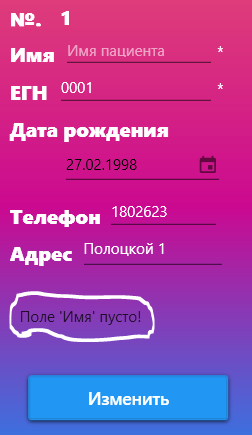 №. 1
Имя Имя пациента *
ЕГН 0001 *
Дата рождения
27.02.1998
Телефон 1802623
Адрес Полоцкой 1
Поле 'Имя' пусто!
Изменить